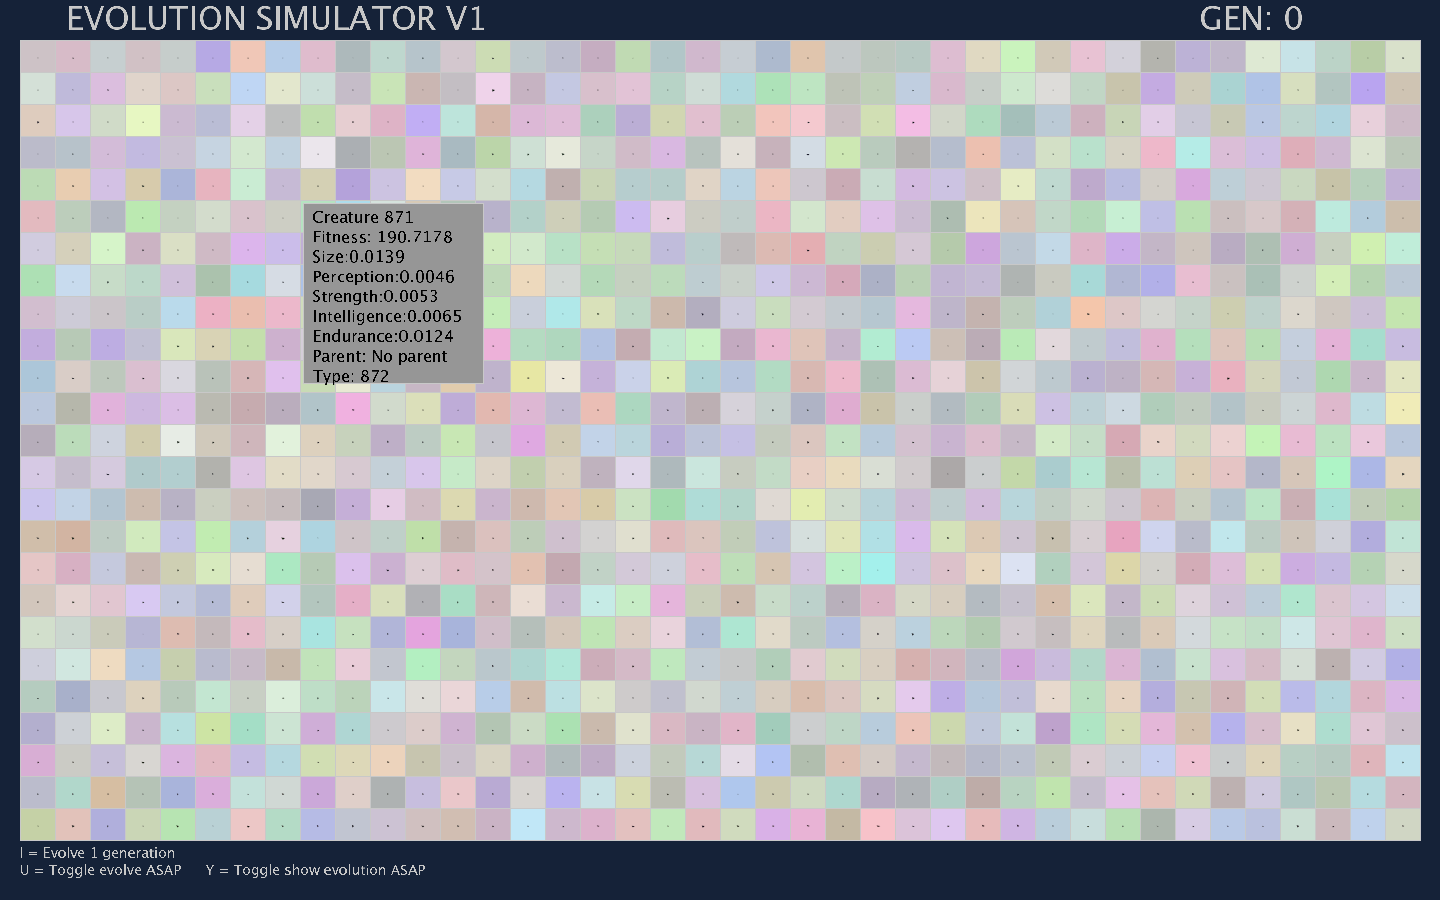 EVOLUTION SIMULATOR V1
GEN: 0
Creature 871
Fitness: 190.7178
Size:0.0139
Perception:0.0046
Strength:0.0053
Intelligence:0.0065
Endurance:0.0124
Parent: No parent
Type: 872
I = Evolve 1 generation
U = Toggle evolve ASAP Y = Toggle show evolution ASAP